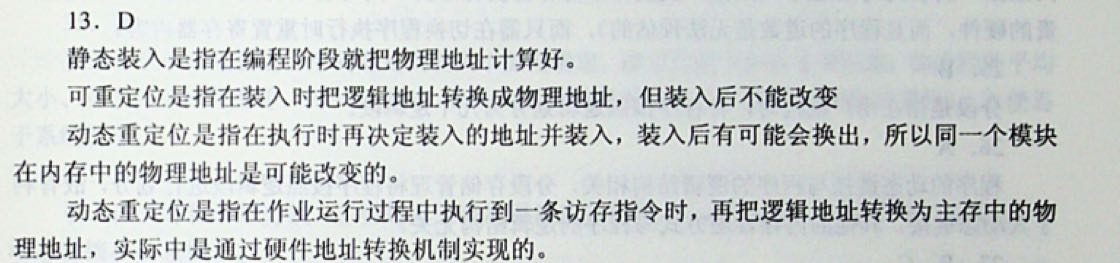 13. D
静态装入是指在编程阶段就把物理地址计算好。
可重定位是指在装入时把逻辑地址转换成物理地址，但装入后不能改变
动态重定位是指在执行时再决定装入的地址并装入，装入后有可能会换出，所以同一个模块
在内存中的物理地址是可能改变的。
动态重定位是指在作业运行过程中执行到一条访存指令时，再把逻辑地址转换为主存中的物
理地址，实际中是通过硬件地址转换机制实现的。